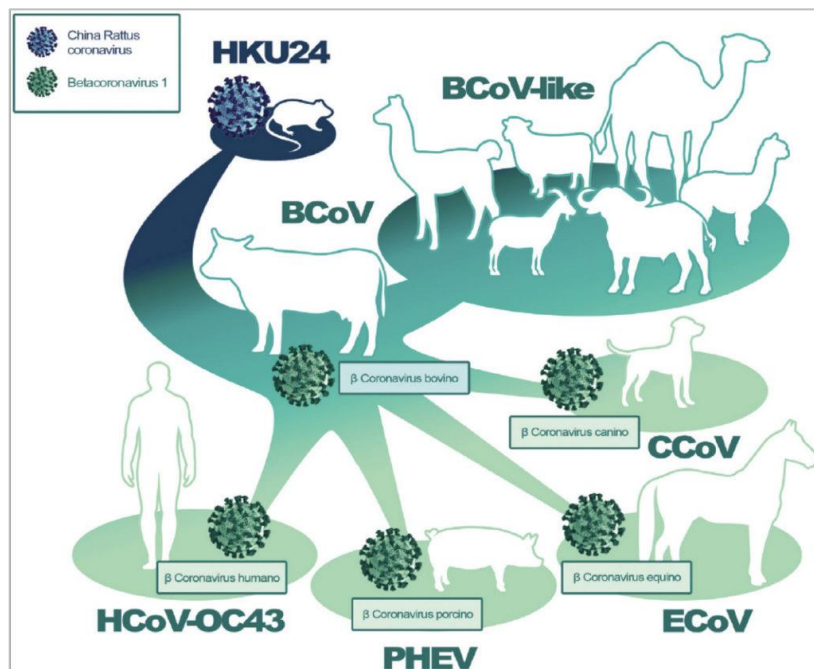 China Rattus
coronavirus
Betacoronavirus 1
HKU24
BCoV-like
BCoV
β Coronavirus bovino
β Coronavirus canino
CCoV
β Coronavirus humano
HCoV-OC43
β Coronavirus porcino
PHEV
β Coronavirus equino
ECoV